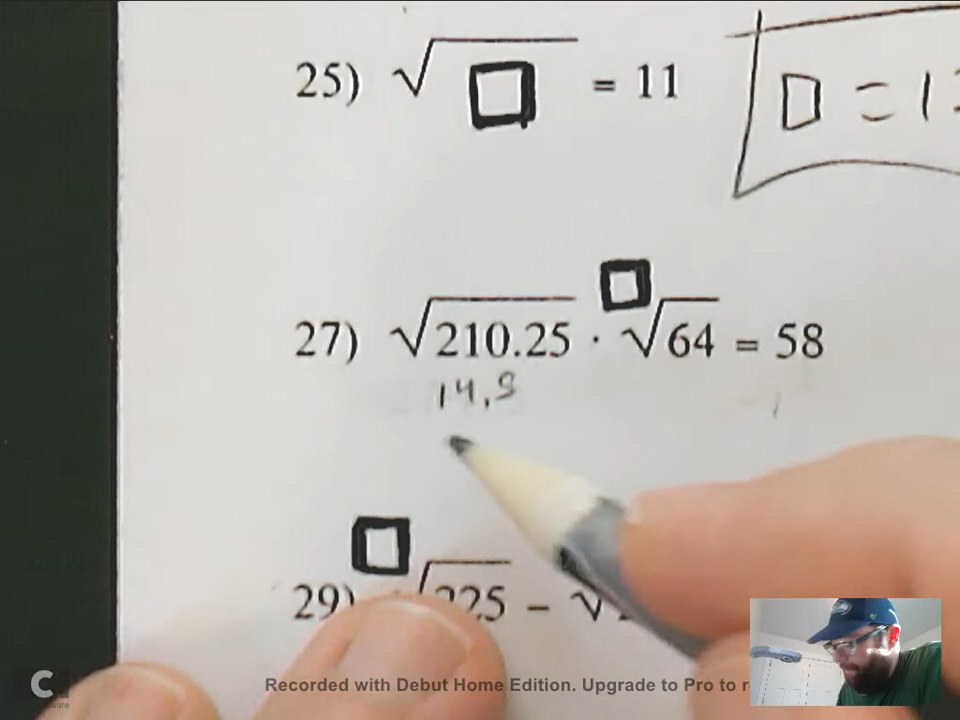 25) √□ = 11 □ = 1
27) √210.25 · □√64 = 58
14.5
29) □√225 - √
Recorded with Debut Home Edition. Upgrade to Pro to r